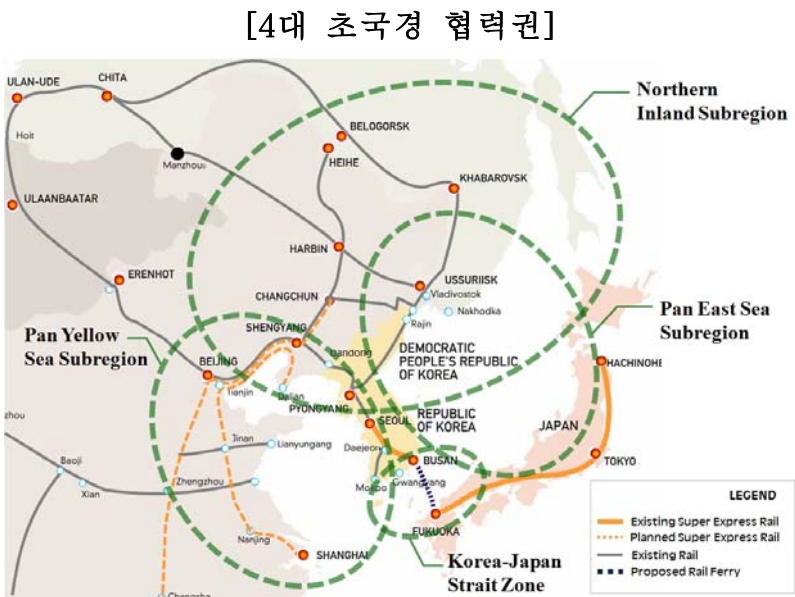 [4대 초국경 협력권]
ULAN-UDE
CHITA
Northern
Inland Subregion
Hoit
BELOGORSK
HEIHE
Manzhou
KHABAROVSK
ULAANBAATAR
HARBIN
ERENHOT
USSURIISK
CHANGCHUN
Vladivostok
Nakhodka
Rajin
Pan East Sea
Subregion
SHENGYANG
Pan Yellow
Sea Subregion
Dandong
DEMOCRATIC
PEOPLE'S REPUBLIC
OF KOREA
BEIJING
HACHINOHE
Tianjin
Dalian
PYONGYANG
SEOUL
REPUBLIC
OF KOREA
zhou
JAPAN
Jinan
Lianyungang
Daejeon
Baoji
BUSAN
TOKYO
Zhengzhou
Gwangyang
Mokpo
Xian
LEGEND
Existing Super Express Rail
Planned Super Express Rail
Existing Rail
Proposed Rail Ferry
FUKUOKA
Nanjing
SHANGHAI
Korea-Japan
Strait Zone
Changsha